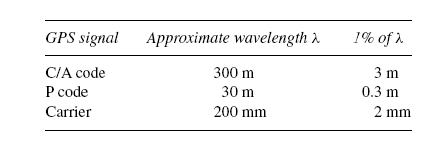 GPS signal Approximate wavelength λ 1% of λ
C/A code 300 m 3 m
P code 30 m 0.3 m
Carrier 200 mm 2 mm